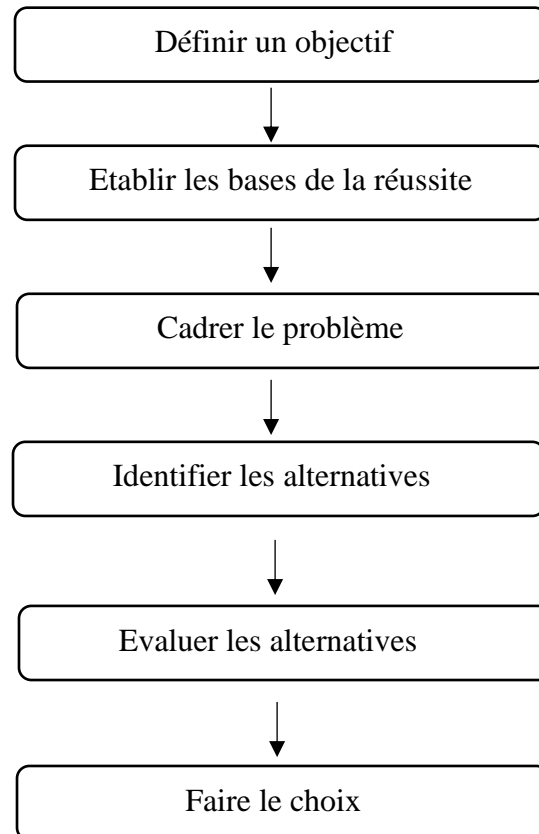 Définir un objectif
Etablir les bases de la réussite
Cadrer le problème
Identifier les alternatives
Evaluer les alternatives
Faire le choix